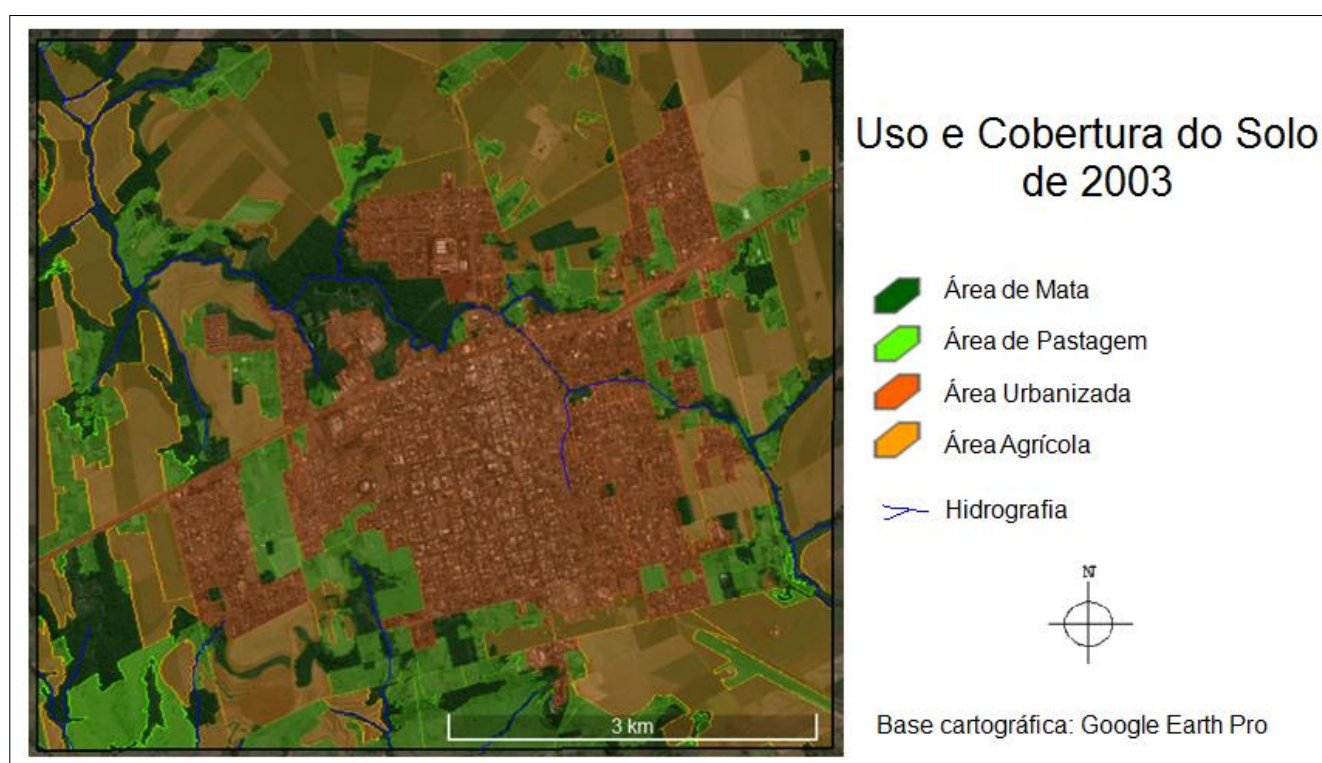 Uso e Cobertura do Solo
de 2003
Área de Mata
Área de Pastagem
Área Urbanizada
Área Agrícola
Hidrografia
N
3 km
Base cartográfica: Google Earth Pro